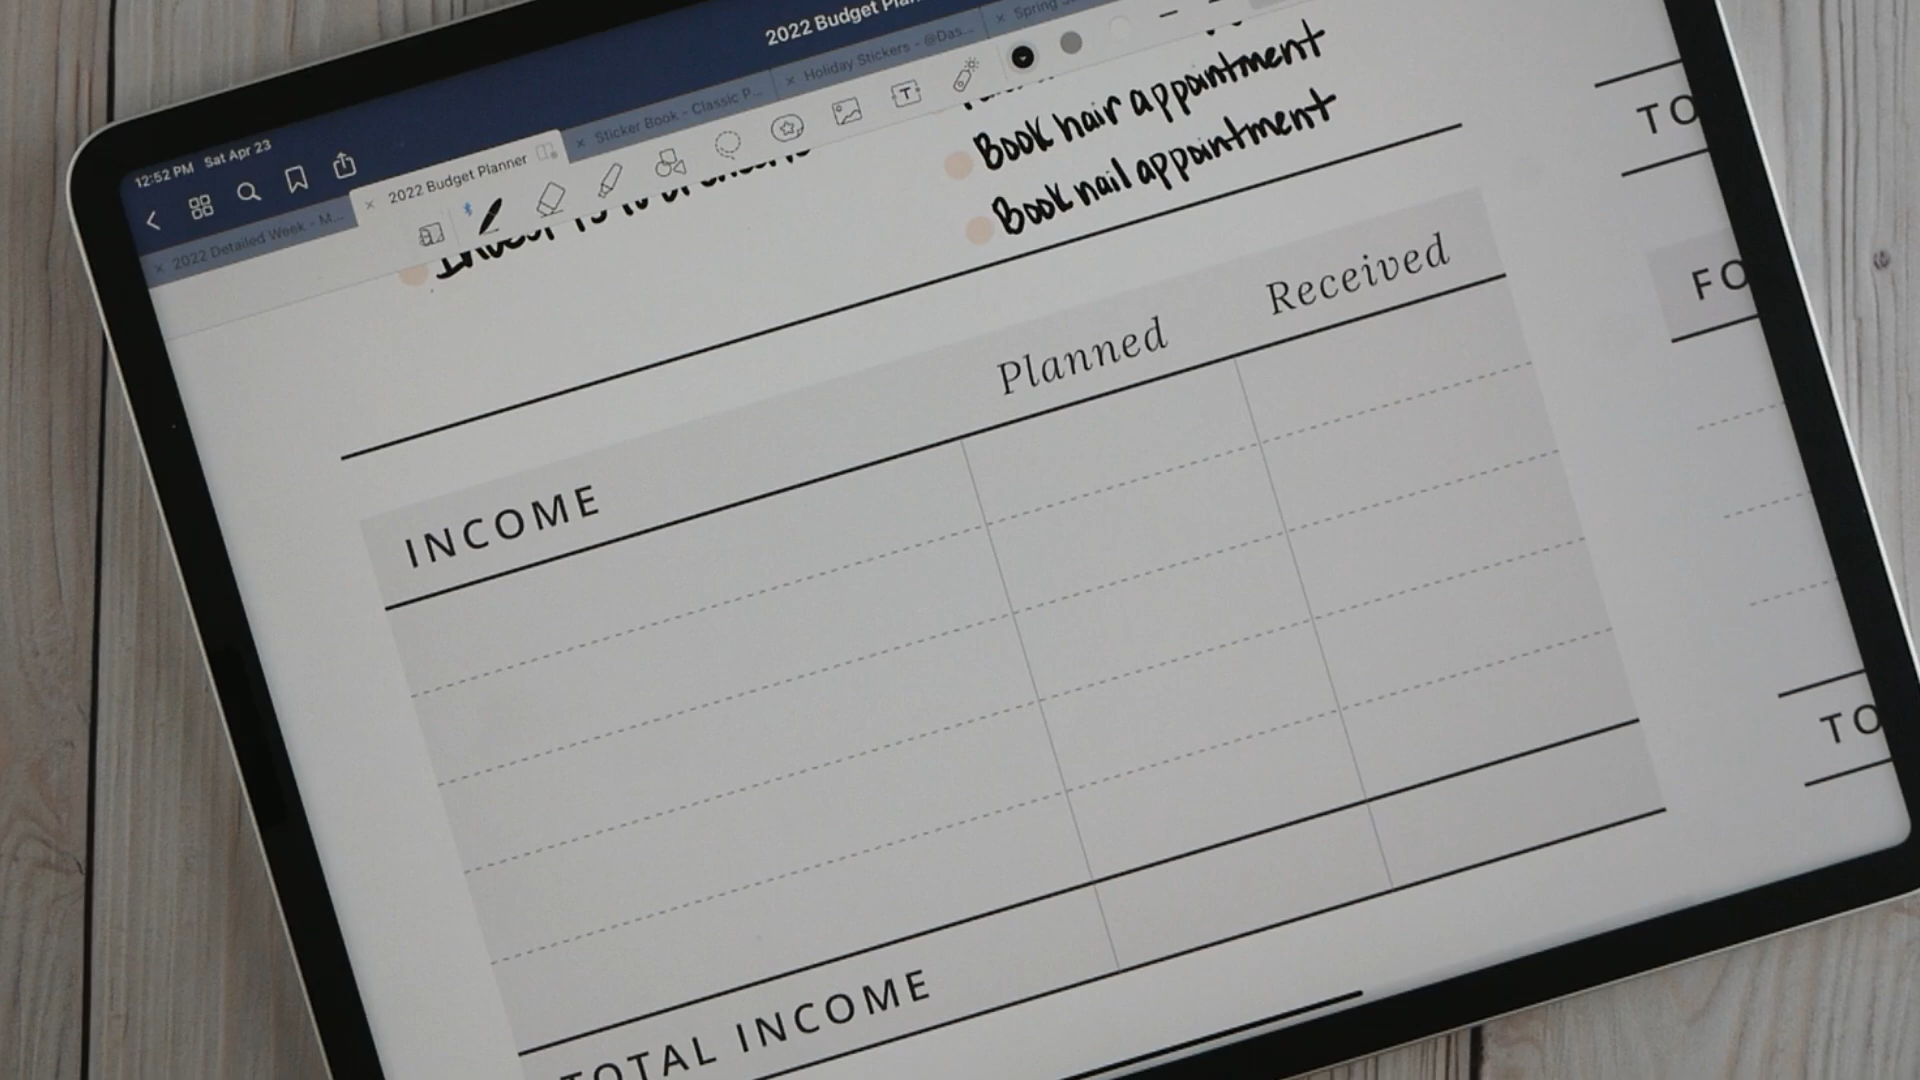 2022 Budget Plan
12:52 PM Sat Apr 23
2022 Detailed Week - M...
2022 Budget Planner
Sticker Book - Classic P...
Holiday Stickers - @Das...
Spring
Book hair appointment
Book nail appointment
INCOME Planned Received
TOTAL INCOME
TO
FO
TO